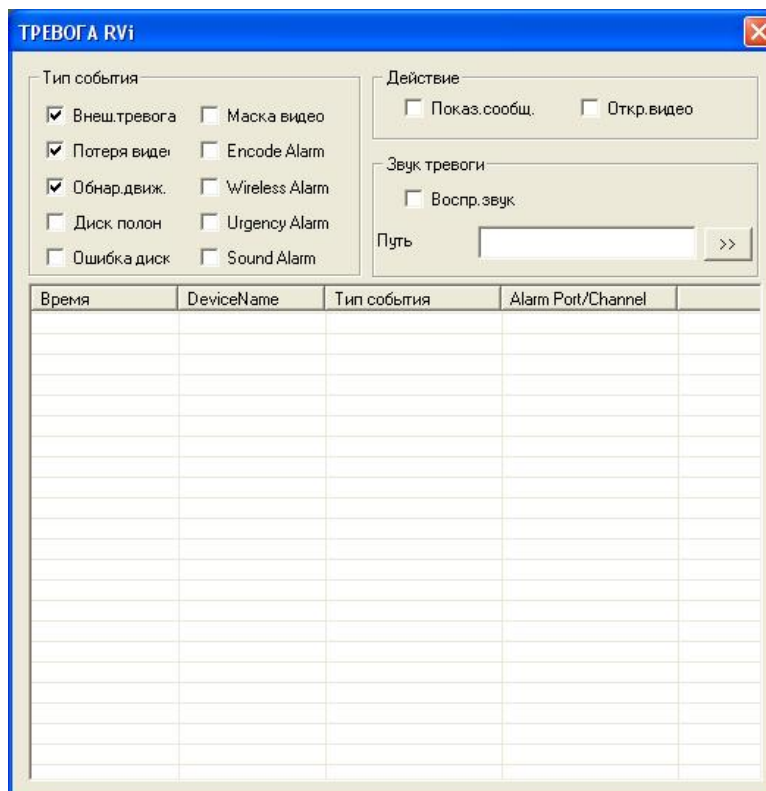 ТРЕВОГА RVi
Тип события
Внеш.тревога
Маска видео
Потеря видеı
Encode Alarm
Обнар.движ.
Wireless Alarm
Диск полон
Urgency Alarm
Ошибка диск
Sound Alarm
Действие
Показ.сообщ.
Откр.видео
Звук тревоги
Воспр.звук
Путь
>>
Время DeviceName Тип события Alarm Port/Channel